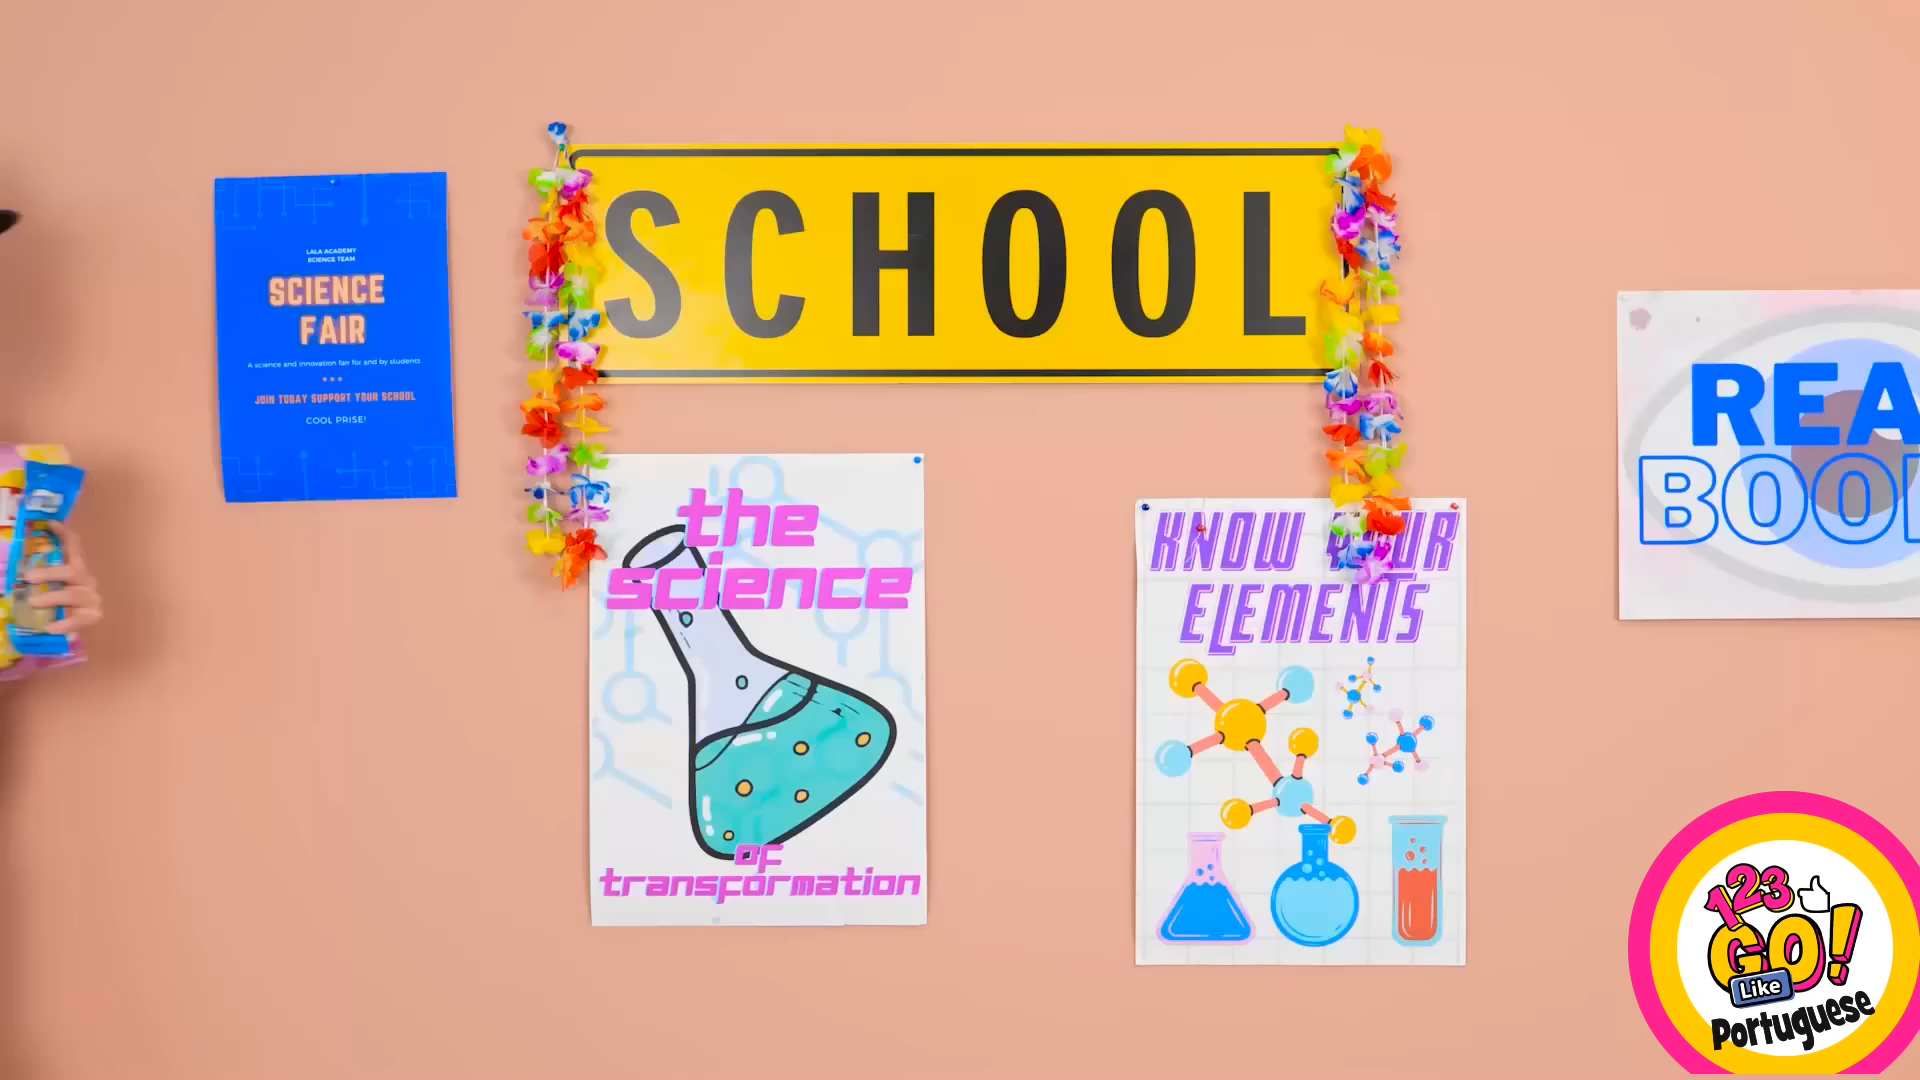 LALA ACADEMY
SCIENCE TEAM
SCIENCE
FAIR
A science and innovation fair for and by students
JOIN TODAY SUPPORT YOUR SCHOOL
COOL PRISE!
SCHOOL
the
science
of
transformation
KNOW YOUR
ELEMENTS
REA
BOO
123
GO!
Like
Portuguese